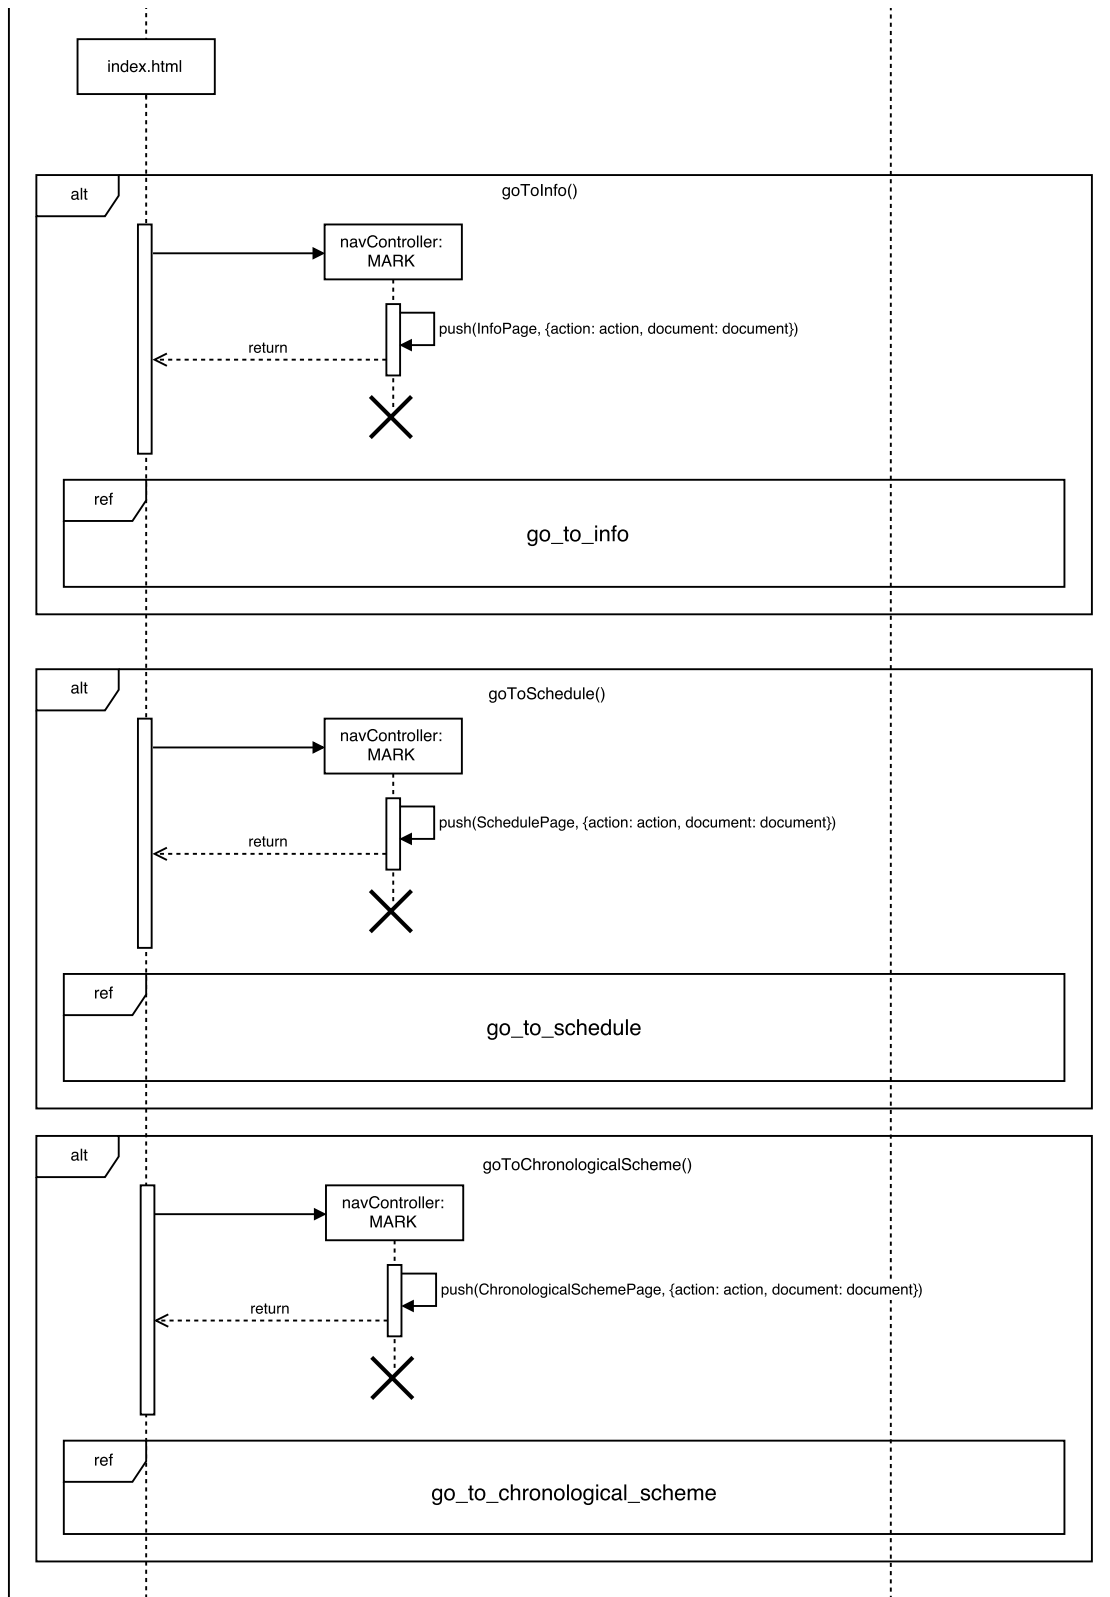 index.html
alt
goToInfo()
navController:
MARK
push(InfoPage, {action: action, document: document})
return
ref
go_to_info
alt
goToSchedule()
navController:
MARK
push(SchedulePage, {action: action, document: document})
return
ref
go_to_schedule
alt
goToChronologicalScheme()
navController:
MARK
push(ChronologicalSchemePage, {action: action, document: document})
return
ref
go_to_chronological_scheme